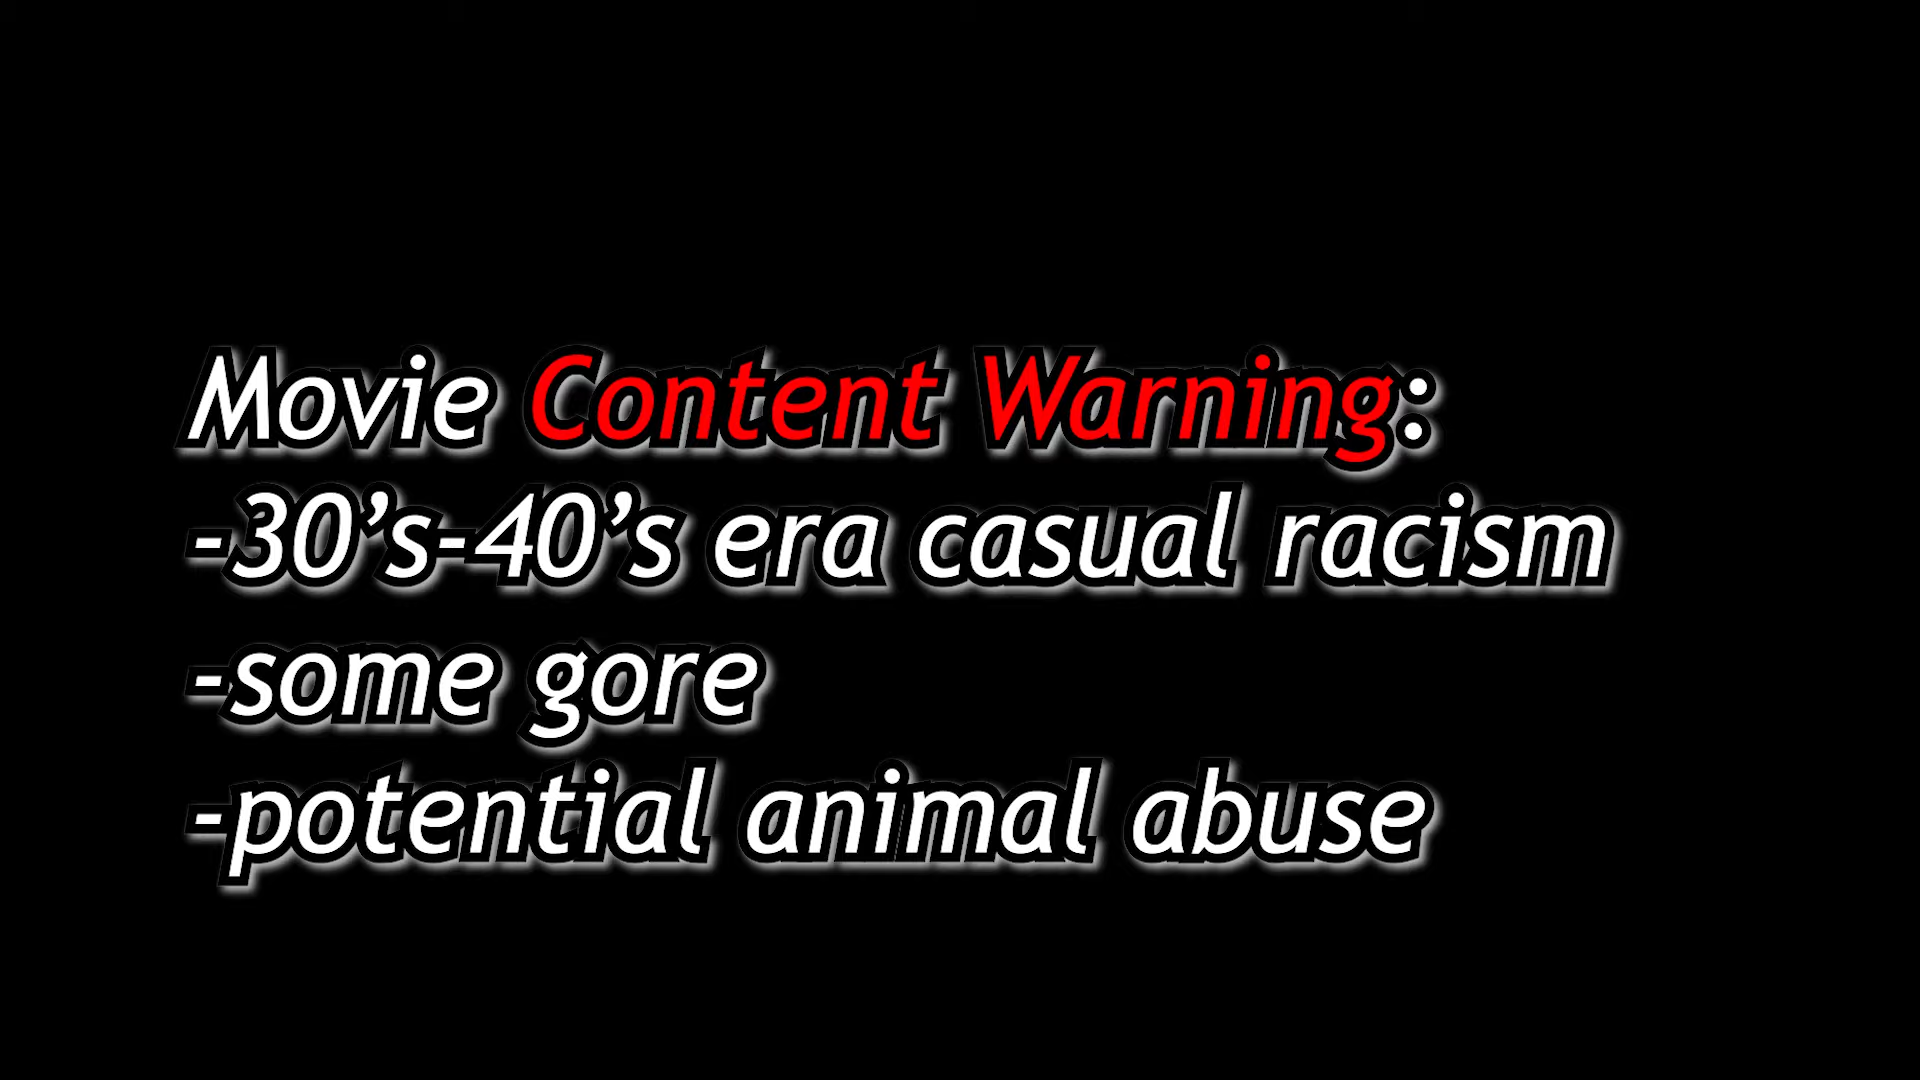 Movie Content Warning:
-30’s-40’s era casual racism
-some gore
-potential animal abuse